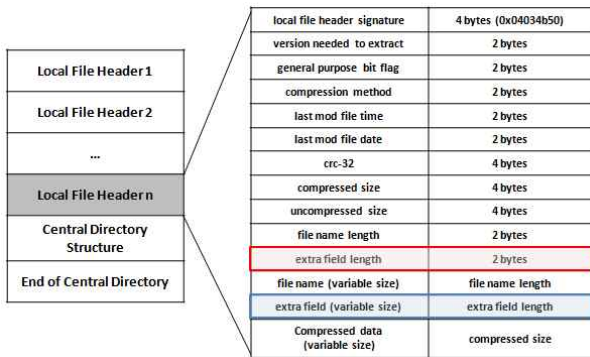 Local File Header 1
Local File Header 2
...
Local File Header n
Central Directory
Structure
End of Central Directory
local file header signature 4 bytes (0x04034b50)
version needed to extract 2 bytes
general purpose bit flag 2 bytes
compression method 2 bytes
last mod file time 2 bytes
last mod file date 2 bytes
crc-32 4 bytes
compressed size 4 bytes
uncompressed size 4 bytes
file name length 2 bytes
extra field length 2 bytes
file name (variable size) file name length
extra field (variable size) extra field length
Compressed data
(variable size) compressed size